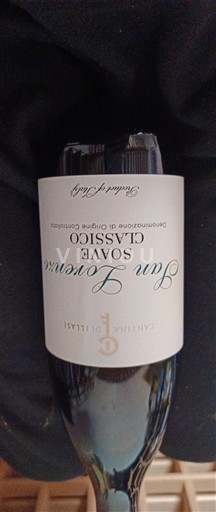 CANTINA DI ILLASI
San Lorenzo
SOAVE
CLASSICO
Denominazione di Origine Controllata
Product of Italy